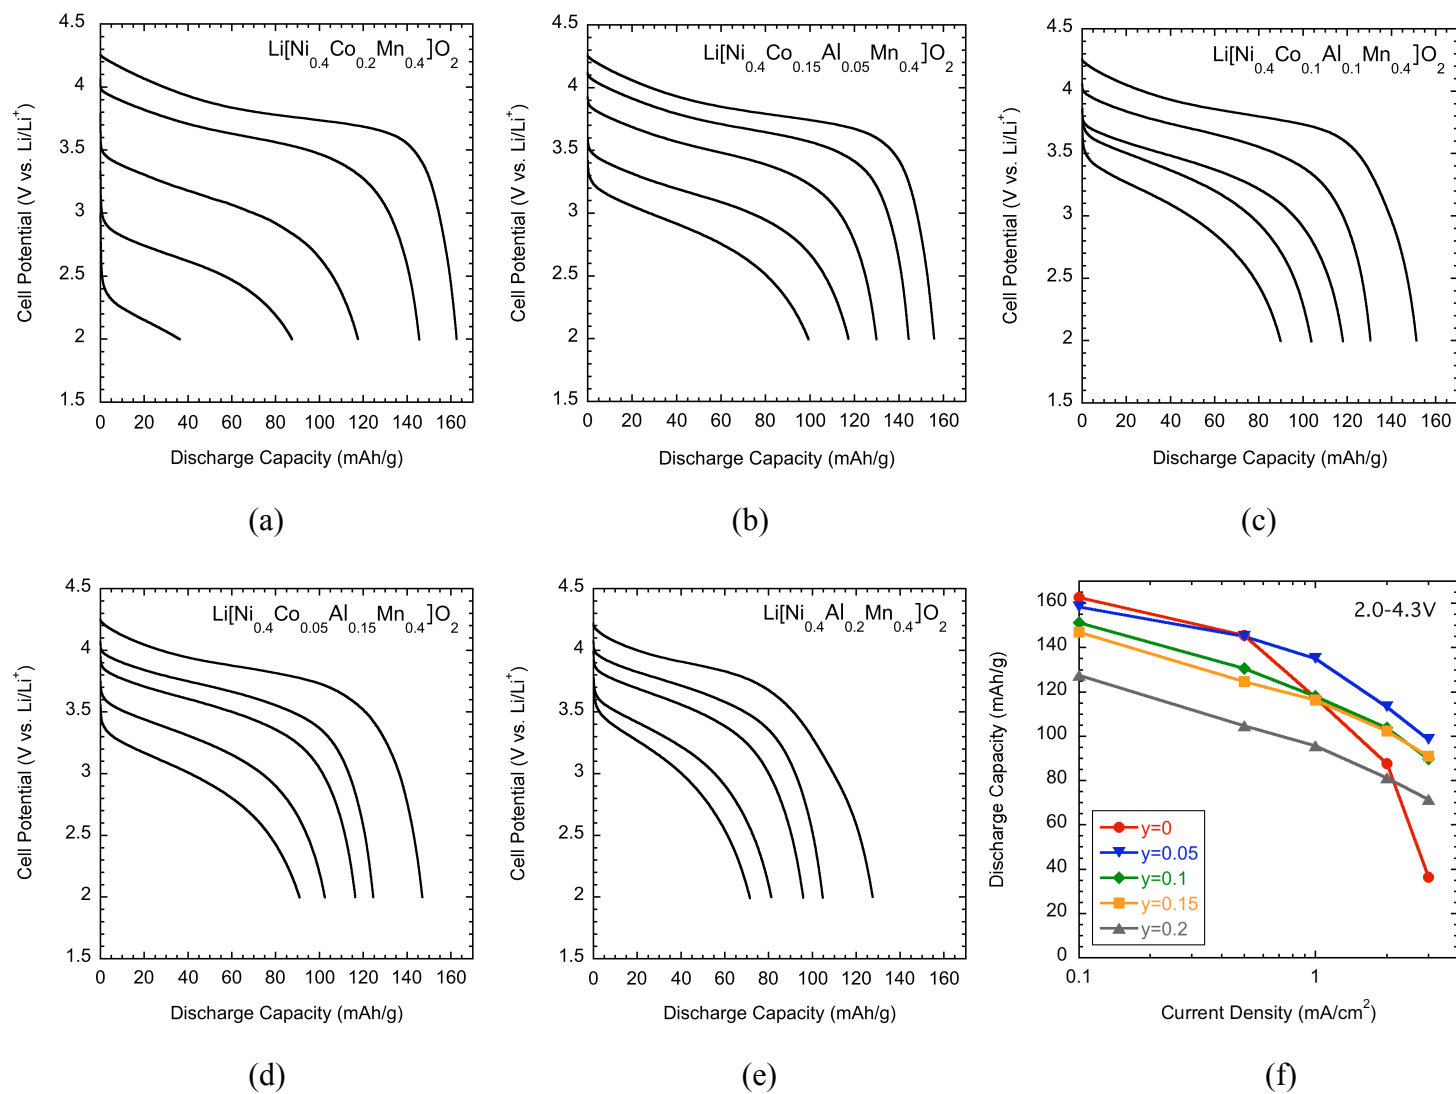 Li[Ni0.4Co0.2Mn0.4]O2
4.5
4
3.5
3
2.5
2
1.5
Cell Potential (V vs. Li/Li+)
0 20 40 60 80 100 120 140 160
Discharge Capacity (mAh/g)
(a)
Li[Ni0.4Co0.15Al0.05Mn0.4]O2
4.5
4
3.5
3
2.5
2
1.5
Cell Potential (V vs. Li/Li+)
0 20 40 60 80 100 120 140 160
Discharge Capacity (mAh/g)
(b)
Li[Ni0.4Co0.1Al0.1Mn0.4]O2
4.5
4
3.5
3
2.5
2
1.5
Cell Potential (V vs. Li/Li+)
0 20 40 60 80 100 120 140 160
Discharge Capacity (mAh/g)
(c)
Li[Ni0.4Co0.05Al0.15Mn0.4]O2
4.5
4
3.5
3
2.5
2
1.5
Cell Potential (V vs. Li/Li+)
0 20 40 60 80 100 120 140 160
Discharge Capacity (mAh/g)
(d)
Li[Ni0.4Al0.2Mn0.4]O2
4.5
4
3.5
3
2.5
2
1.5
Cell Potential (V vs. Li/Li+)
0 20 40 60 80 100 120 140 160
Discharge Capacity (mAh/g)
(e)
2.0-4.3V
160
140
120
100
80
60
40
20
0
Discharge Capacity (mAh/g)
y=0
y=0.05
y=0.1
y=0.15
y=0.2
0.1 1
Current Density (mA/cm2)
(f)